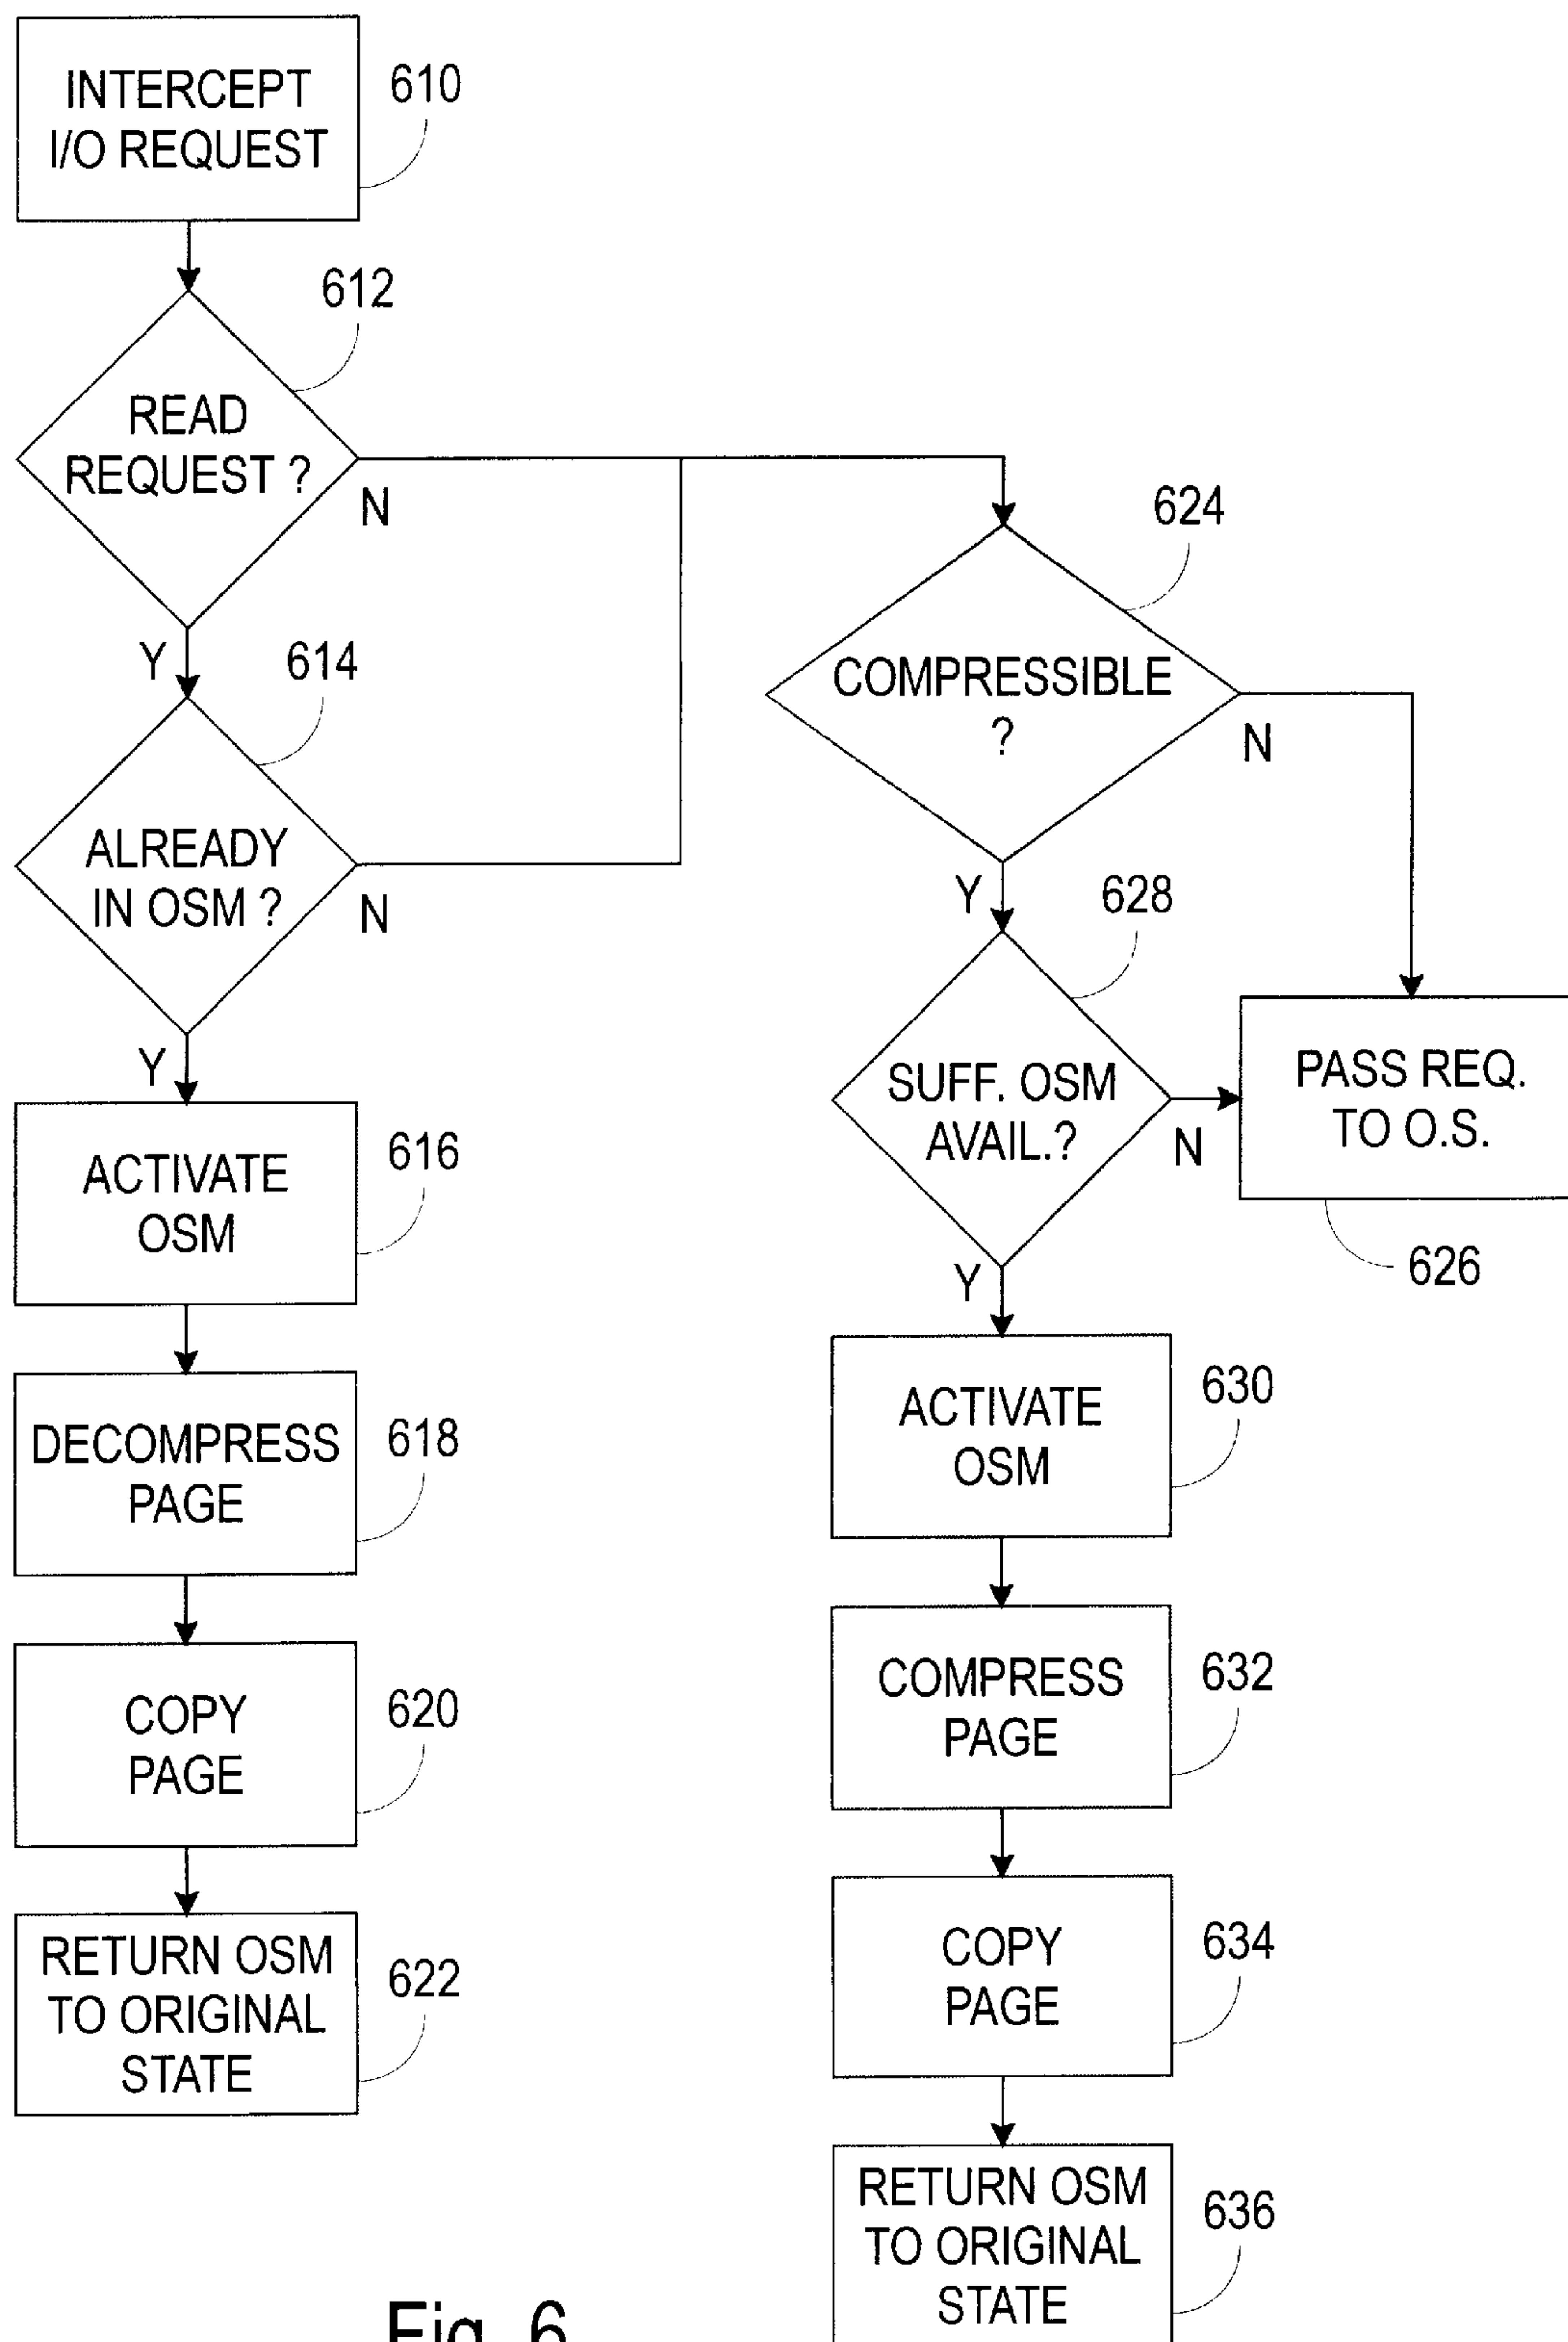 INTERCEPT
I/O REQUEST
610
READ
REQUEST ?
612
N
Y
ALREADY
IN OSM ?
614
N
Y
ACTIVATE
OSM
616
DECOMPRESS
PAGE
618
COPY
PAGE
620
RETURN OSM
TO ORIGINAL
STATE
622
COMPRESSIBLE
?
624
N
Y
SUFF. OSM
AVAIL.?
628
N
Y
PASS REQ.
TO O.S.
626
ACTIVATE
OSM
630
COMPRESS
PAGE
632
COPY
PAGE
634
RETURN OSM
TO ORIGINAL
STATE
636
Fig. 6